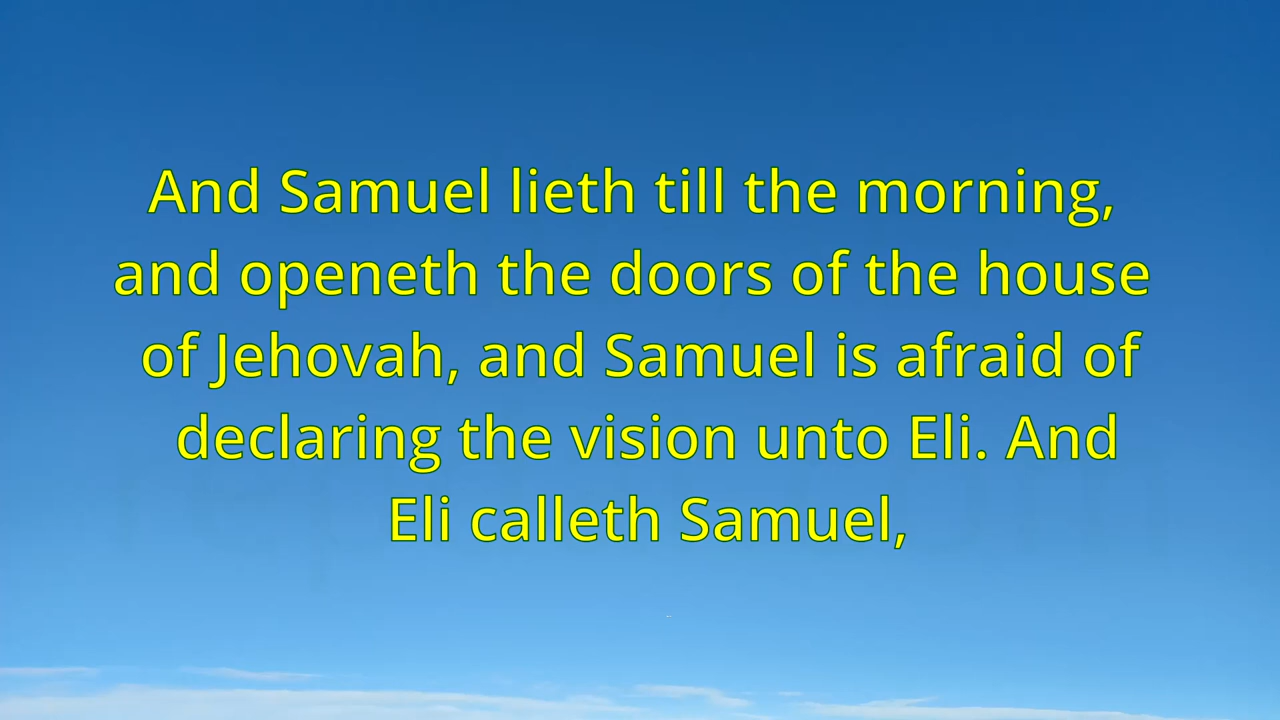 And Samuel lieth till the morning,
and openeth the doors of the house
of Jehovah, and Samuel is afraid of
declaring the vision unto Eli. And
Eli calleth Samuel,